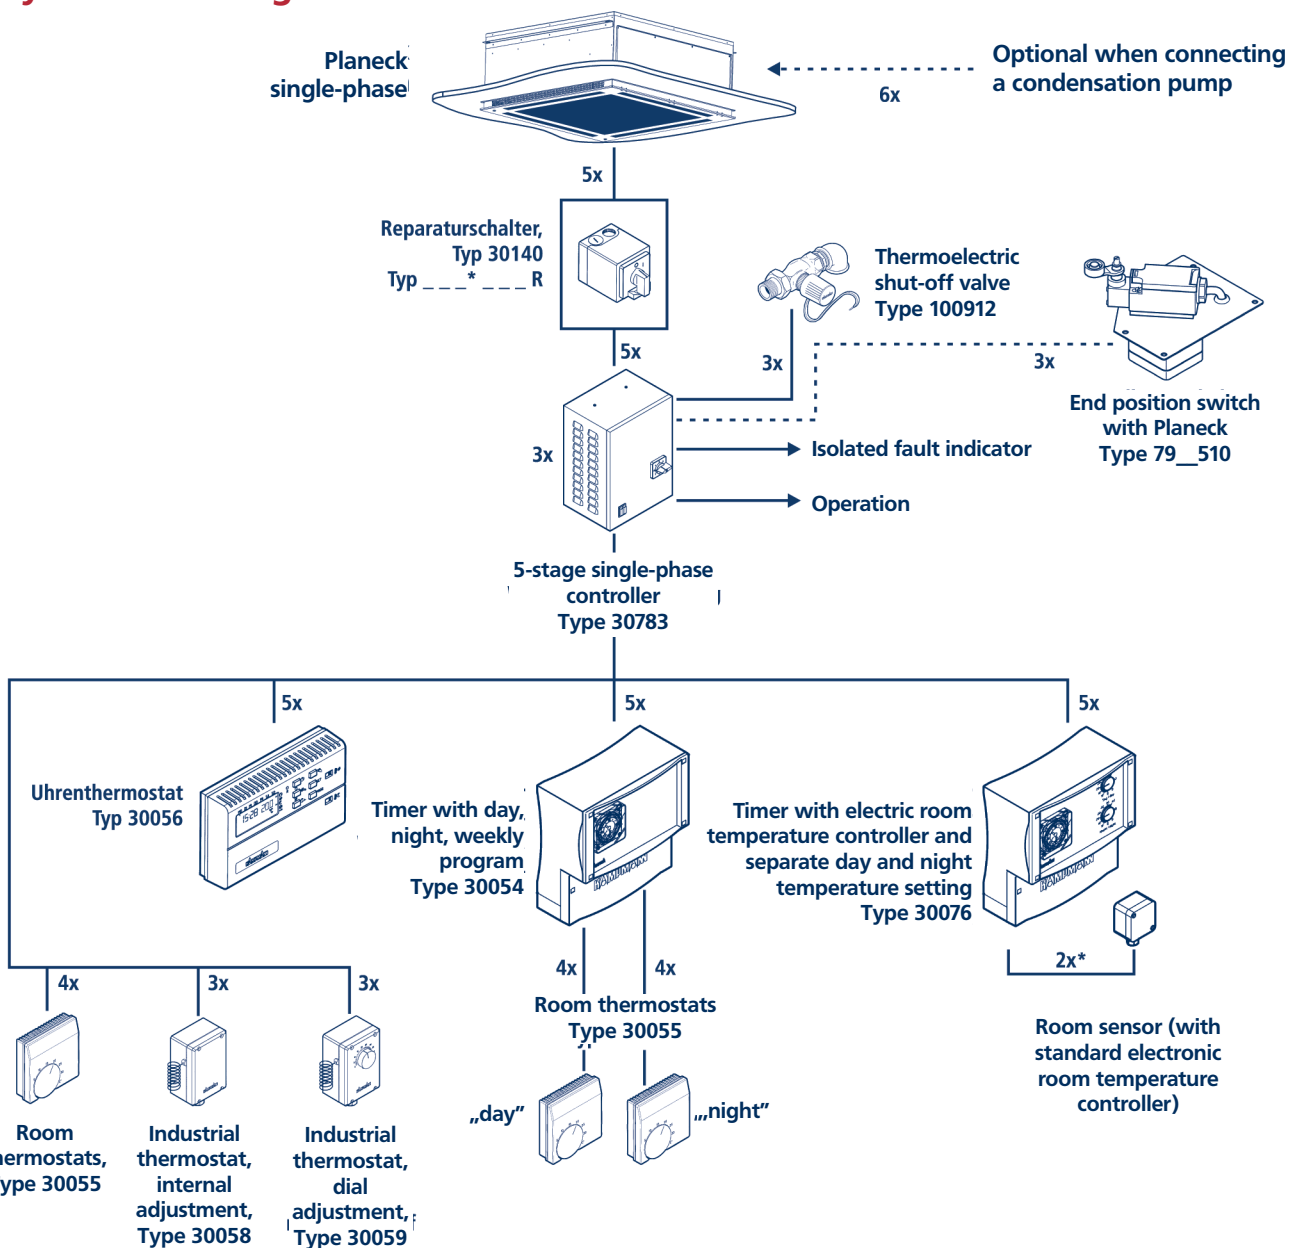 Planeck
single-phase
Optional when connecting
a condensation pump
6x
5x
Reparaturschalter,
Typ 30140
Typ _ _ _* _ _ _ R
Thermoelectric
shut-off valve
Type 100912
5x
3x
3x
End position switch
with Planeck
Type 79__510
3x
Isolated fault indicator
Operation
5-stage single-phase
controller
Type 30783
5x
5x
5x
Uhrenthermostat
Typ 30056
Timer with day,
night, weekly
program
Type 30054
Timer with electric room
temperature controller and
separate day and night
temperature setting
Type 30076
4x
3x
3x
4x
4x
2x*
Room thermostats
Type 30055
Room sensor (with
standard electronic
room temperature
controller)
„day”
„„night”
Room
hermostats,
ype 30055
Industrial
thermostat,
internal
adjustment,
Type 30058
Industrial
thermostat,
dial
adjustment,
Type 30059